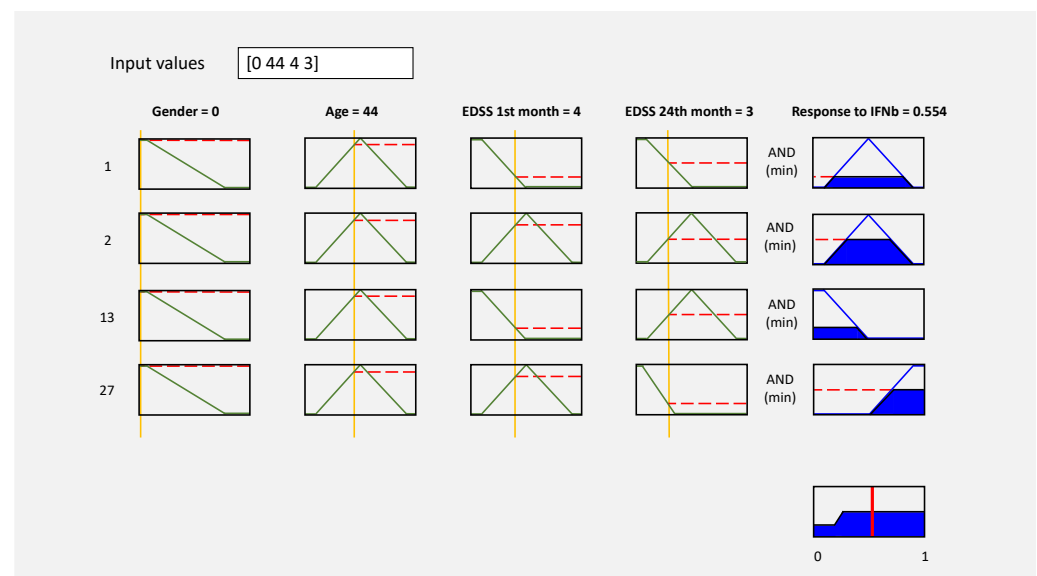 Input values [0 44 4 3]
Gender = 0 Age = 44 EDSS 1st month = 4 EDSS 24th month = 3 Response to IFNb = 0.554
1 AND
(min)
2 AND
(min)
13 AND
(min)
27 AND
(min)
0 1